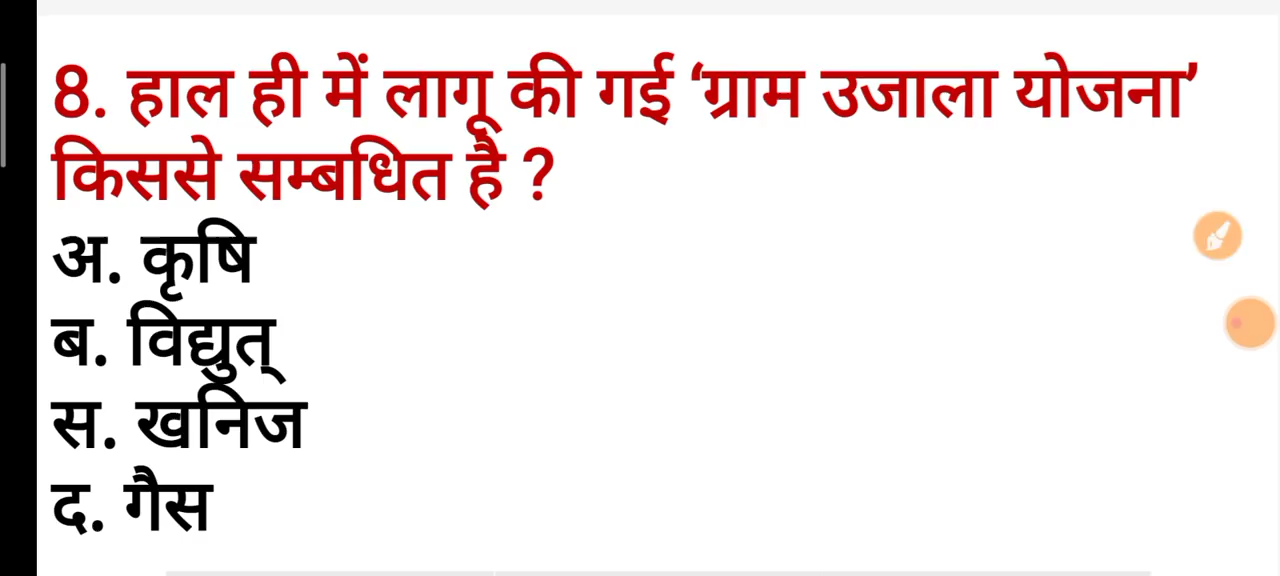 8. हाल ही में लागू की गई ‘ग्राम उजाला योजना’
किससे सम्बधित है ?
अ. कृषि
ब. विद्युत्
स. खनिज
द. गैस